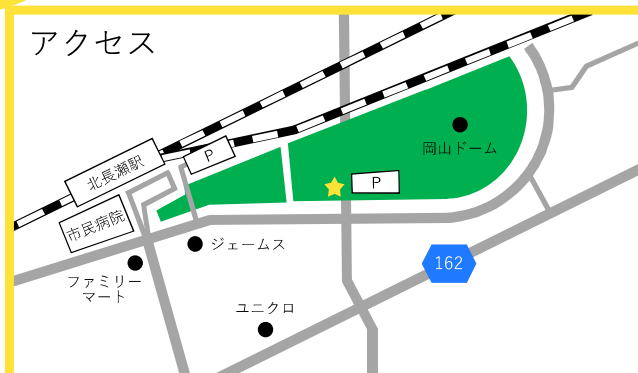 アクセス
北長瀬駅
P
岡山ドーム
P
市民病院
ジェームス
ファミリー
マート
162
ユニクロ